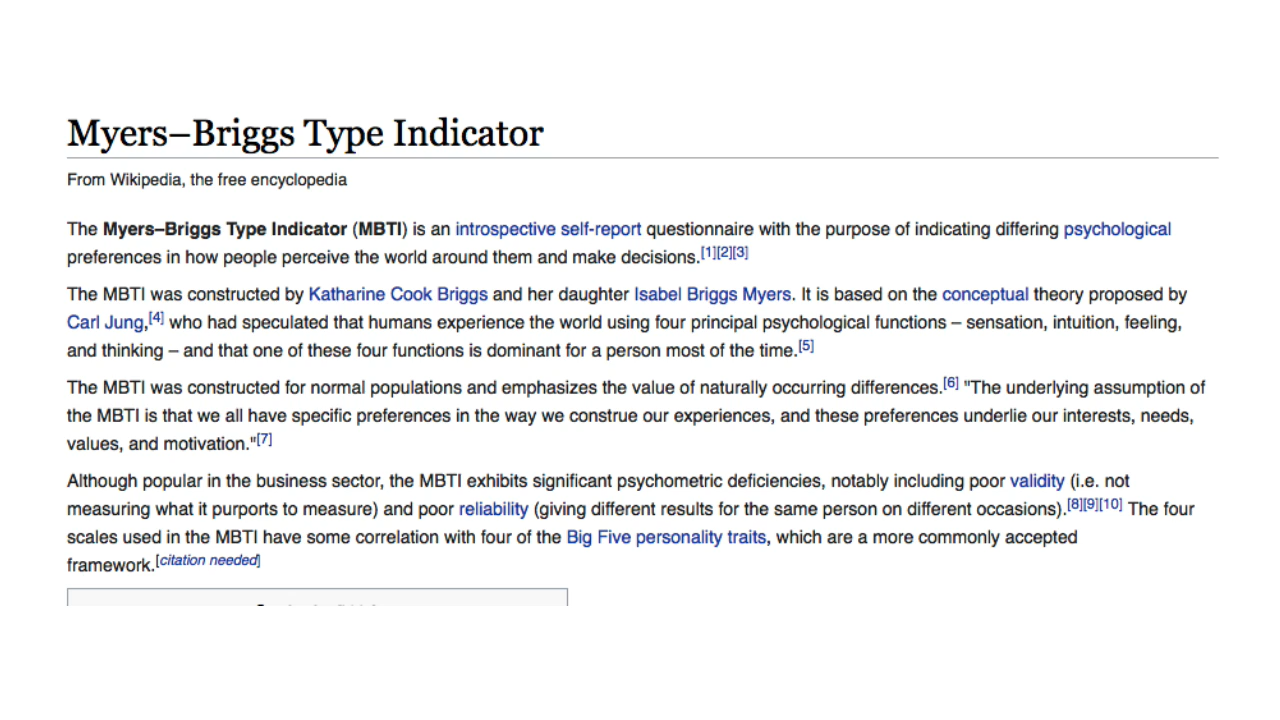 Myers–Briggs Type Indicator
From Wikipedia, the free encyclopedia
The Myers–Briggs Type Indicator (MBTI) is an introspective self-report questionnaire with the purpose of indicating differing psychological
preferences in how people perceive the world around them and make decisions.[1][2][3]
The MBTI was constructed by Katharine Cook Briggs and her daughter Isabel Briggs Myers. It is based on the conceptual theory proposed by
Carl Jung,[4] who had speculated that humans experience the world using four principal psychological functions – sensation, intuition, feeling,
and thinking – and that one of these four functions is dominant for a person most of the time.[5]
The MBTI was constructed for normal populations and emphasizes the value of naturally occurring differences.[6] "The underlying assumption of
the MBTI is that we all have specific preferences in the way we construe our experiences, and these preferences underlie our interests, needs,
values, and motivation."[7]
Although popular in the business sector, the MBTI exhibits significant psychometric deficiencies, notably including poor validity (i.e. not
measuring what it purports to measure) and poor reliability (giving different results for the same person on different occasions).[8][9][10] The four
scales used in the MBTI have some correlation with four of the Big Five personality traits, which are a more commonly accepted
framework.[citation needed]